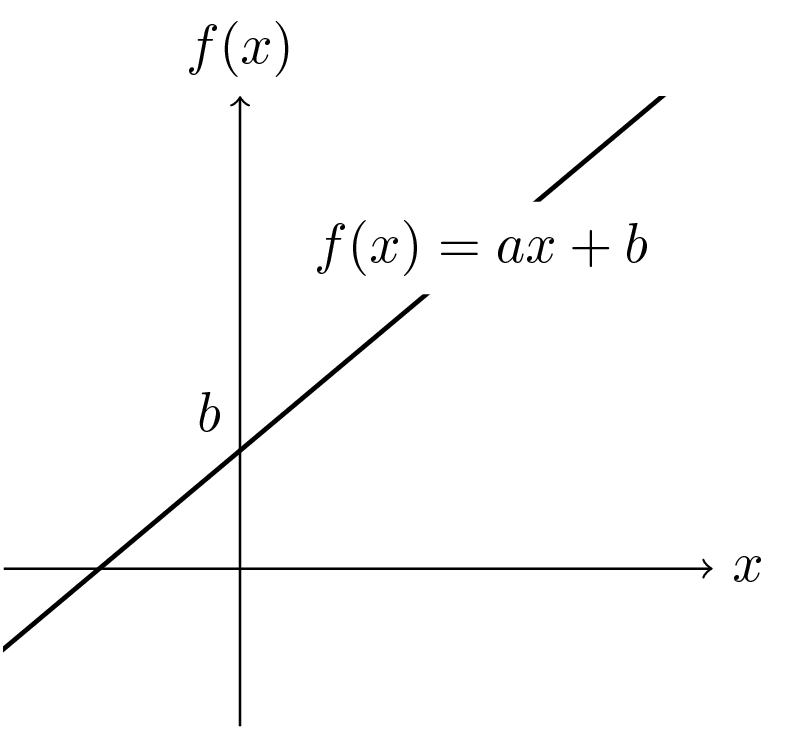 f(x)
f(x) = ax + b
b
x